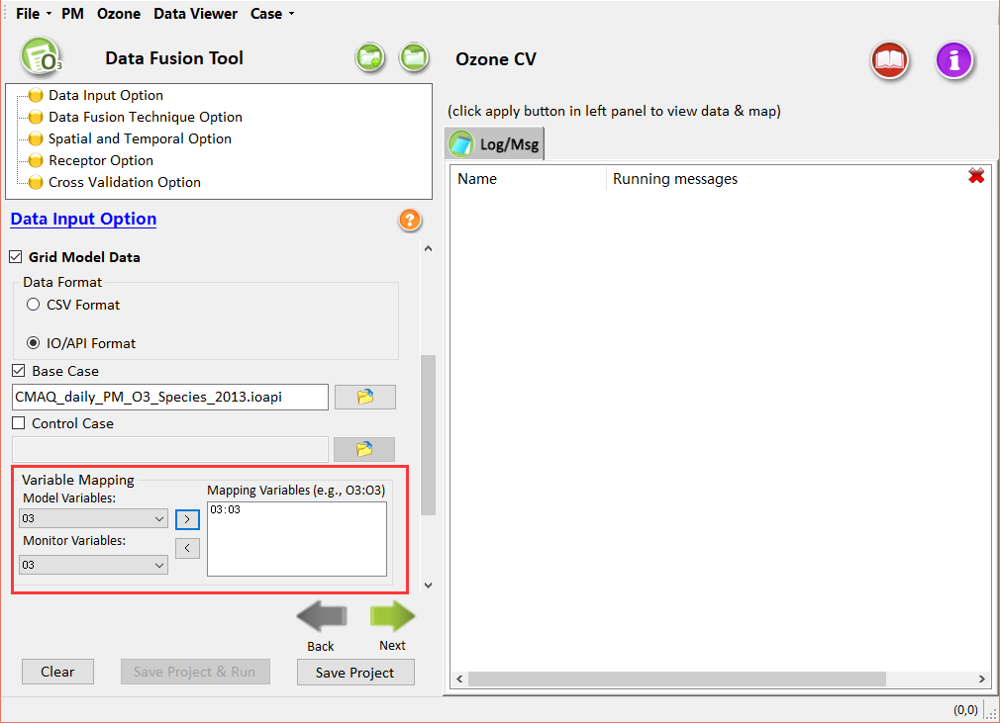 File PM Ozone Data Viewer Case
O3
Data Fusion Tool
Ozone CV
Data Input Option
Data Fusion Technique Option
Spatial and Temporal Option
Receptor Option
Cross Validation Option
Data Input Option
?
Grid Model Data
Data Format
CSV Format
IO/API Format
Base Case
CMAQ_daily_PM_O3_Species_2013.ioapi
Control Case
Variable Mapping
Model Variables:
O3
Monitor Variables:
O3
>
<
Mapping Variables (e.g., O3:O3)
O3:O3
Back
Next
Clear
Save Project & Run
Save Project
i
(click apply button in left panel to view data & map)
Log/Msg
Name
Running messages
(0,0)